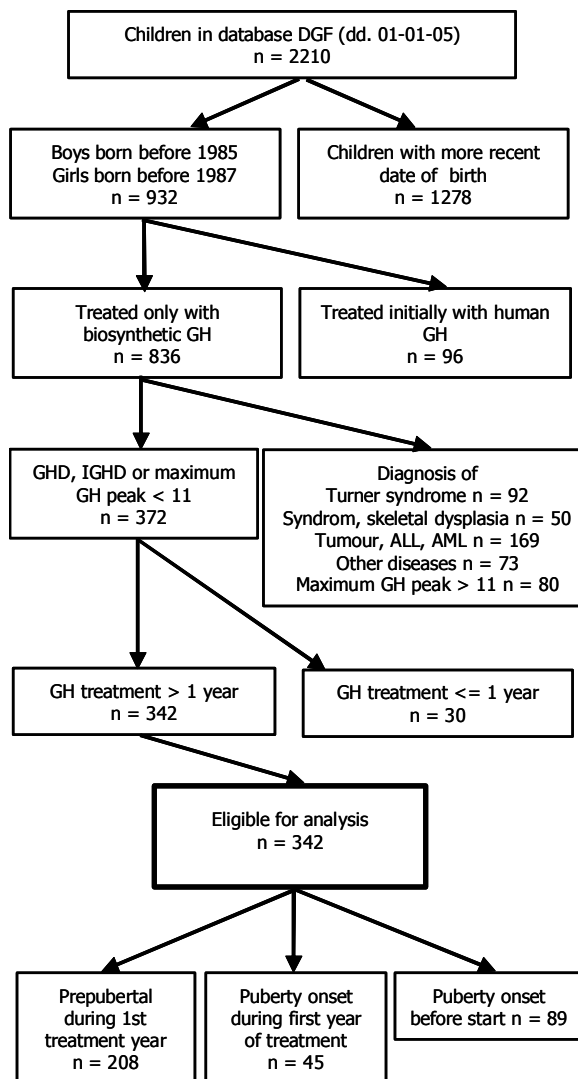 Children in database DGF (dd. 01-01-05)
n = 2210
Boys born before 1985
Girls born before 1987
n = 932
Children with more recent
date of birth
n = 1278
Treated only with
biosynthetic GH
n = 836
Treated initially with human
GH
n = 96
GHD, IGHD or maximum
GH peak < 11
n = 372
Diagnosis of
Turner syndrome n = 92
Syndrom, skeletal dysplasia n = 50
Tumour, ALL, AML n = 169
Other diseases n = 73
Maximum GH peak > 11 n = 80
GH treatment > 1 year
n = 342
GH treatment <= 1 year
n = 30
Eligible for analysis
n = 342
Prepubertal
during 1st
treatment year
n = 208
Puberty onset
during first year
of treatment
n = 45
Puberty onset
before start n = 89